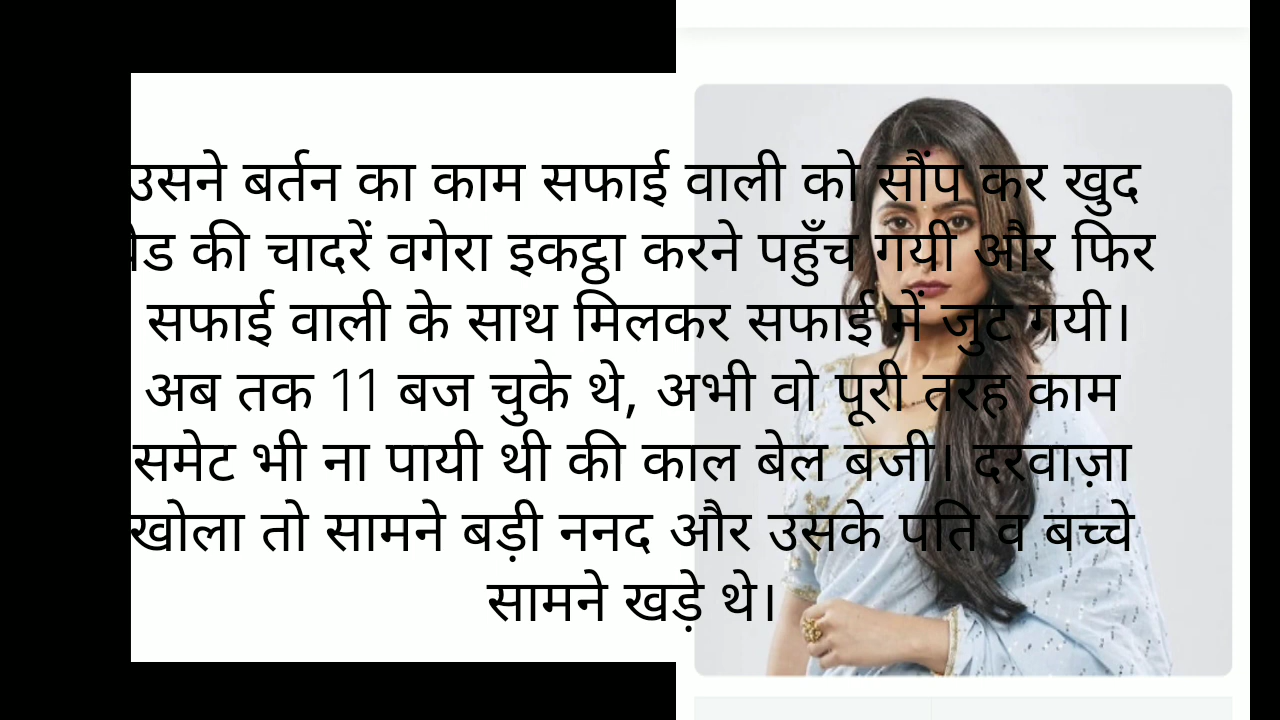 उसने बर्तन का काम सफाई वाली को सौंप कर खुद
बेड की चादरें वगेरा इकट्ठा करने पहुँच गयी और फिर
सफाई वाली के साथ मिलकर सफाई में जुट गयी।
अब तक 11 बज चुके थे, अभी वो पूरी तरह काम
समेट भी ना पायी थी की काल बेल बजी। दरवाज़ा
खोला तो सामने बड़ी ननद और उसके पति व बच्चे
सामने खड़े थे।